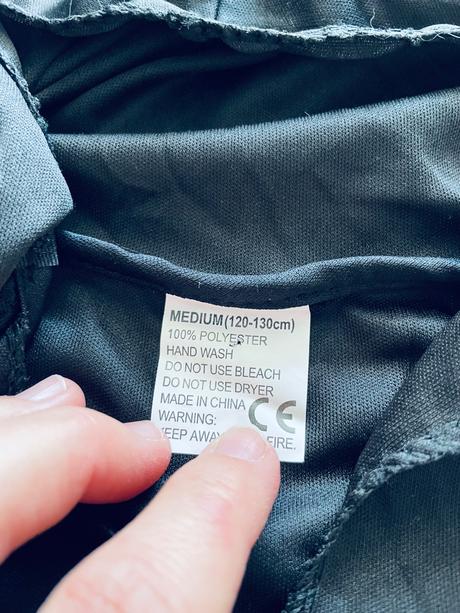 MEDIUM(120-130cm)
100% POLYESTER
HAND WASH
DO NOT USE BLEACH
DO NOT USE DRYER
MADE IN CHINA CE
WARNING:
KEEP AWAY FIRE.